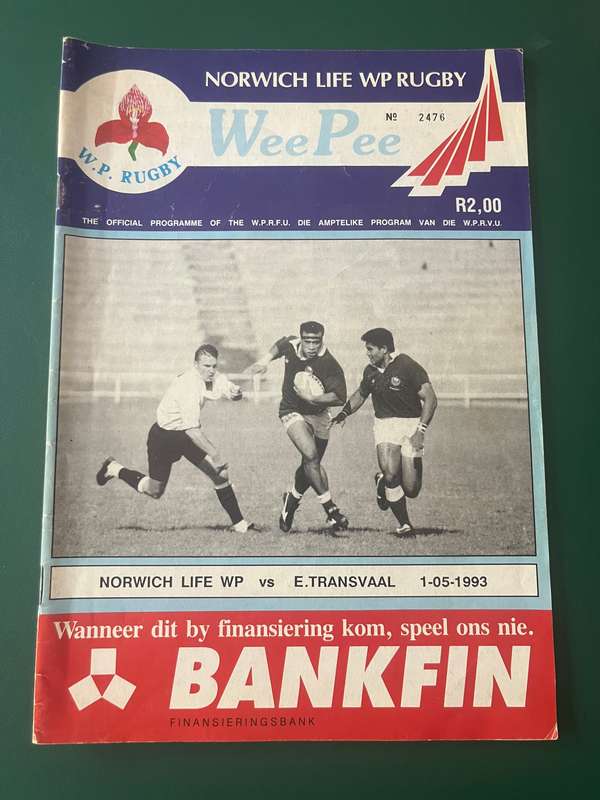 NORWICH LIFE WP RUGBY
WeePee
Nº 2476
W.P. RUGBY
R2,00
THE OFFICIAL PROGRAMME OF THE W.P.R.F.U. DIE AMPTELIKE PROGRAM VAN DIE W.P.R.V.U.
NORWICH LIFE WP vs E.TRANSVAAL 1-05-1993
Wanneer dit by finansiering kom, speel ons nie.
BANKFIN
FINANSIERINGSBANK